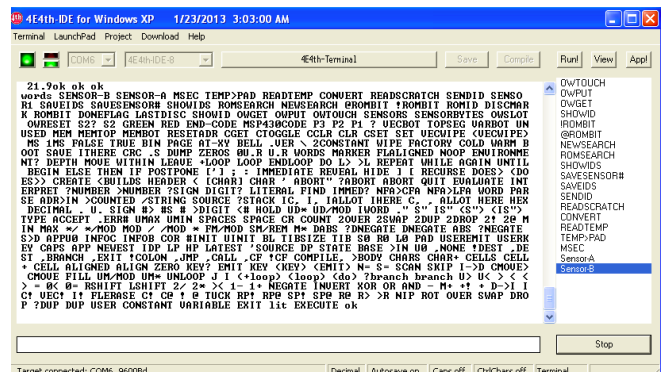 4E4th-IDE for Windows XP 1/23/2013 3:03:00 AM
Terminal LaunchPad Project Download Help
COM6 4E4th-IDE-8 4E4th-Terminal Save Compile Run! View App!
21.9ok ok ok
words SENSOR-B SENSOR-A MSEC TEMP>PAD READTEMP CONVERT READSCRATCH SENDID SENSO
R1 SAVEIDS SAVESENSOR# SHOWIDS ROMSEARCH NEWSEARCH @ROMBIT !ROMBIT ROMID DISCMAR
K ROMBIT DONEFLAG LASTDISC SHOWID OWGET OWPUT OWTOUCH SENSORS SENSORBYTES OWSLOT
OWRESET S2? S2 GREEN RED END-CODE MSP430CODE P3 P2 P1 ? VECBOT TOPSEG VARBOT UN
USED MEM MEMTOP MEMBOT RESETADR CGET CTOGGLE CCLR CLR CSET SET VECWIPE (VECWIPE)
MS 1MS FALSE TRUE BIN PAGE AT-XY BELL .VER \ 2CONSTANT WIPE FACTORY COLD WARM B
OOT SAVE ITHERE CRC .S DUMP ZEROS WU.R U.R WORDS MARKER FLALIGNED NOOP ENVIRONME
NT? DEPTH MOVE WITHIN LEAVE +LOOP LOOP ENDLOOP DO L> >L REPEAT WHILE AGAIN UNTIL
BEGIN ELSE THEN IF POSTPONE ['] ; : IMMEDIATE REVEAL HIDE ] [ RECURSE DOES> (DO
ES>) CREATE <BUILDS HEADER < [CHAR] CHAR ' ABORT" ?ABORT ABORT QUIT EVALUATE INT
ERPRET ?NUMBER >NUMBER ?SIGN DIGIT? LITERAL FIND IMMED? NFA>CFA NFA>LFA WORD PAR
SE ADRIN >COUNTED /STRING SOURCE ?STACK IC, I, IALLOT IHERE C, , ALLOT HERE HEX
DECIMAL . U. SIGN #> #S # >DIGIT <# HOLD UD* UD/MOD IWORD ." S" IS" (S") (IS")
TYPE ACCEPT . ERR# UMAX UMIN SPACES SPACE CR COUNT 2OVER 2SWAP 2DUP 2DROP 2! 2@ M
IN MAX */ */MOD MOD / /MOD * FM/MOD SM/REM M* DABS ?DNEGATE DNEGATE ABS ?NEGATE
S>D APPU0 INFOC INFOB COR #INIT UINIT BL TIBSIZE TIB S0 R0 L0 PAD USEREMIT USERK
EY CAPS APP NEWEST IDP LP HP LATEST 'SOURCE DP STATE BASE >IN U0 ,NONE !DEST ,DE
ST ,BRANCH ,EXIT !COLON ,JMP ,CALL ,CF !CF COMPILE, >BODY CHARS CHAR+ CELLS CELL
+ CELL ALIGNED ALIGN ZERO KEY? EMIT KEY (KEY) (EMIT) N= S= SCAN SKIP I->D CMOVE>
CMOVE FILL UM/MOD UM* UNLOOP J I (+loop) (loop) (do) ?branch branch U> U< > < <
> = 0< 0= RSHIFT LSHIFT 2/ 2* >< 1- 1+ NEGATE INVERT XOR OR AND - M+ +! + D->I I
C! VEC! I! FLERASE C! C@ ! @ TUCK RP! RP@ SP! SP@ R@ R> >R NIP ROT OVER SWAP DRO
P ?DUP DUP USER CONSTANT VARIABLE EXIT lit EXECUTE ok
OWTOUCH
OWPUT
OWGET
SHOWID
!ROMBIT
@ROMBIT
NEWSEARCH
ROMSEARCH
SHOWIDS
SAVESENSOR#
SAVEIDS
SENDID
READSCRATCH
CONVERT
READTEMP
TEMP>PAD
MSEC
Sensor-A
Sensor-B
Stop
Target connected: COM6, 9600Bd Decimal Autosave on Caps off CtrlChars off Terminal